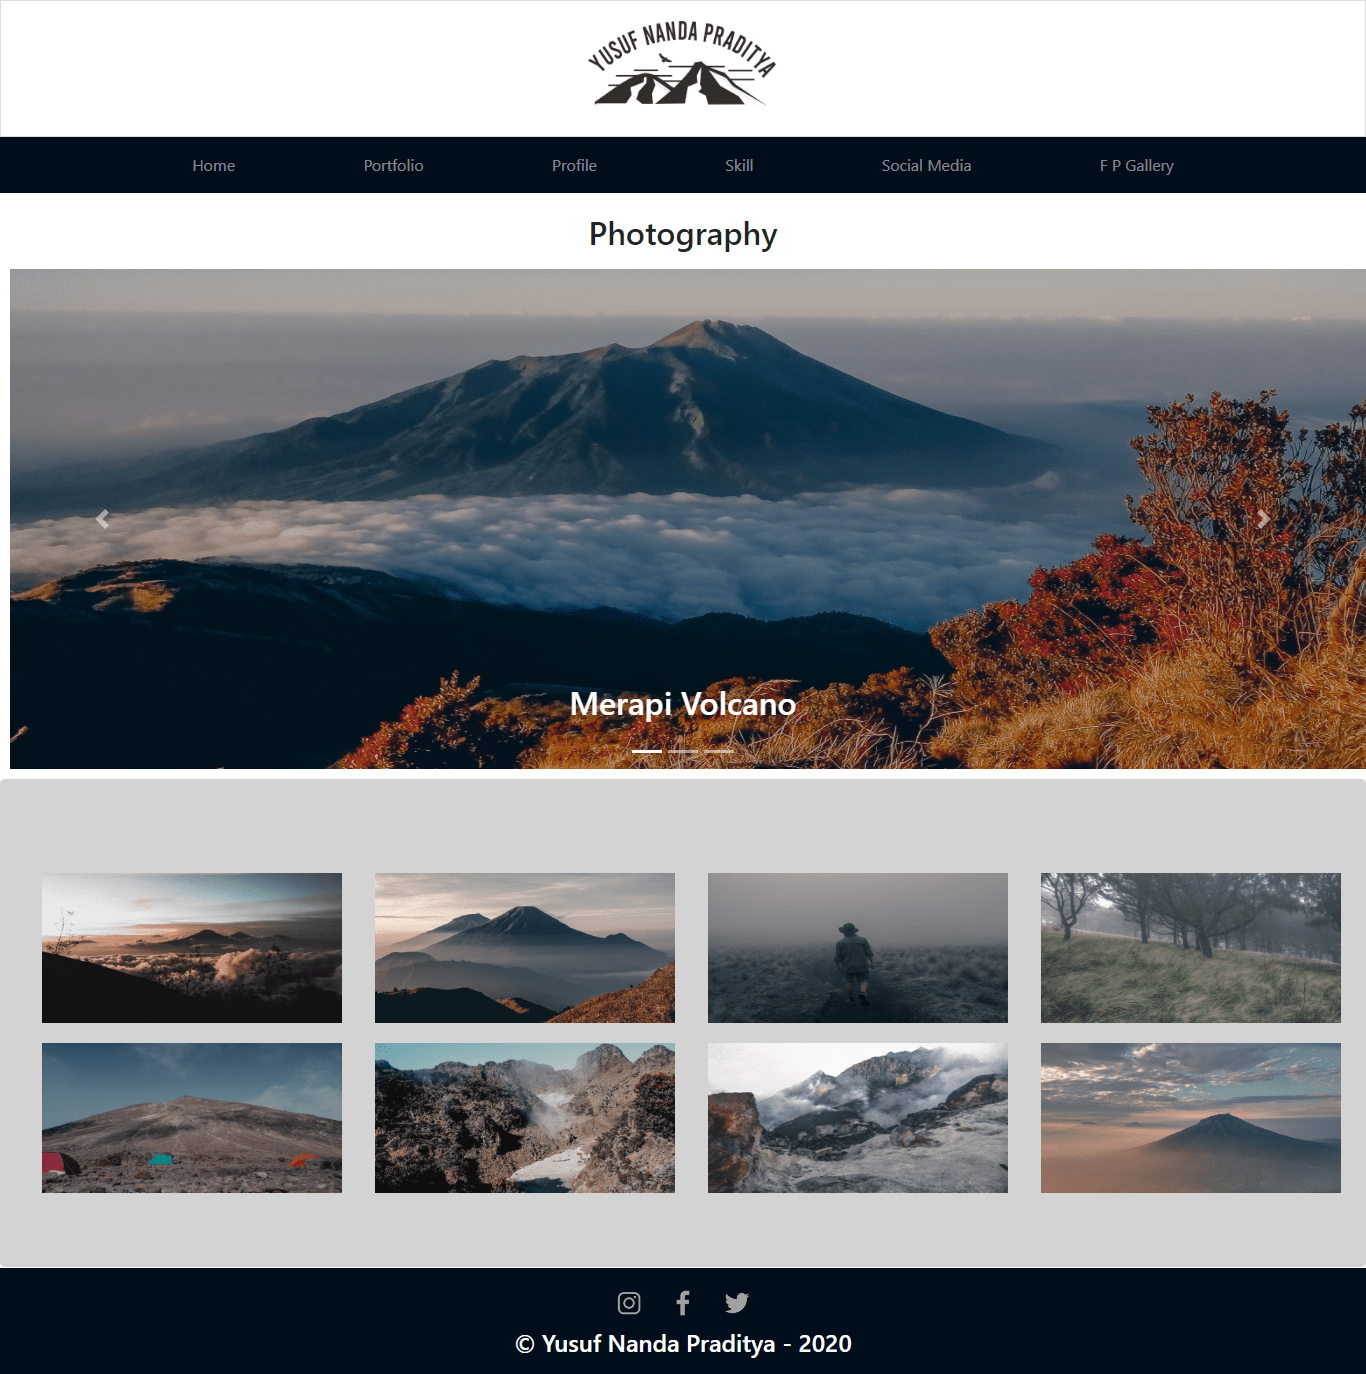 YUSUF NANDA PRADITYA
Home Portfolio Profile Skill Social Media F P Gallery
Photography
Merapi Volcano
© Yusuf Nanda Praditya - 2020